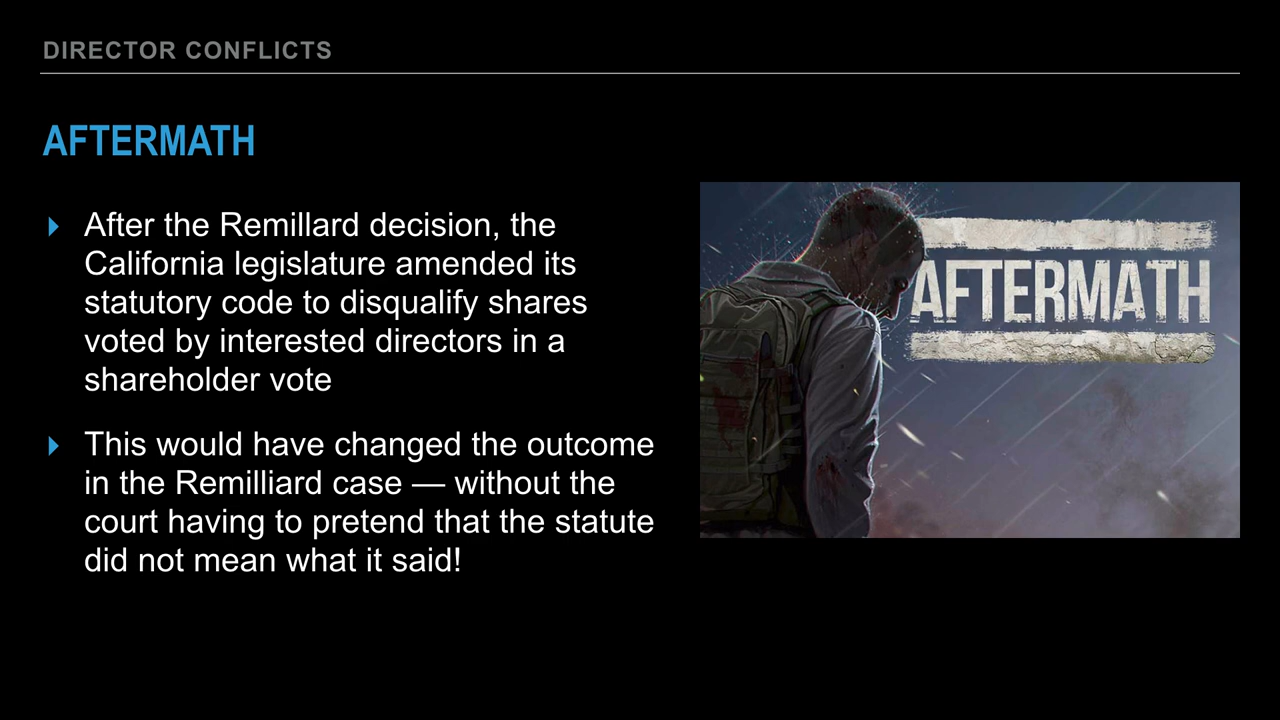 DIRECTOR CONFLICTS
AFTERMATH
After the Remillard decision, the
California legislature amended its
statutory code to disqualify shares
voted by interested directors in a
shareholder vote
This would have changed the outcome
in the Remilliard case — without the
court having to pretend that the statute
did not mean what it said!
AFTERMATH